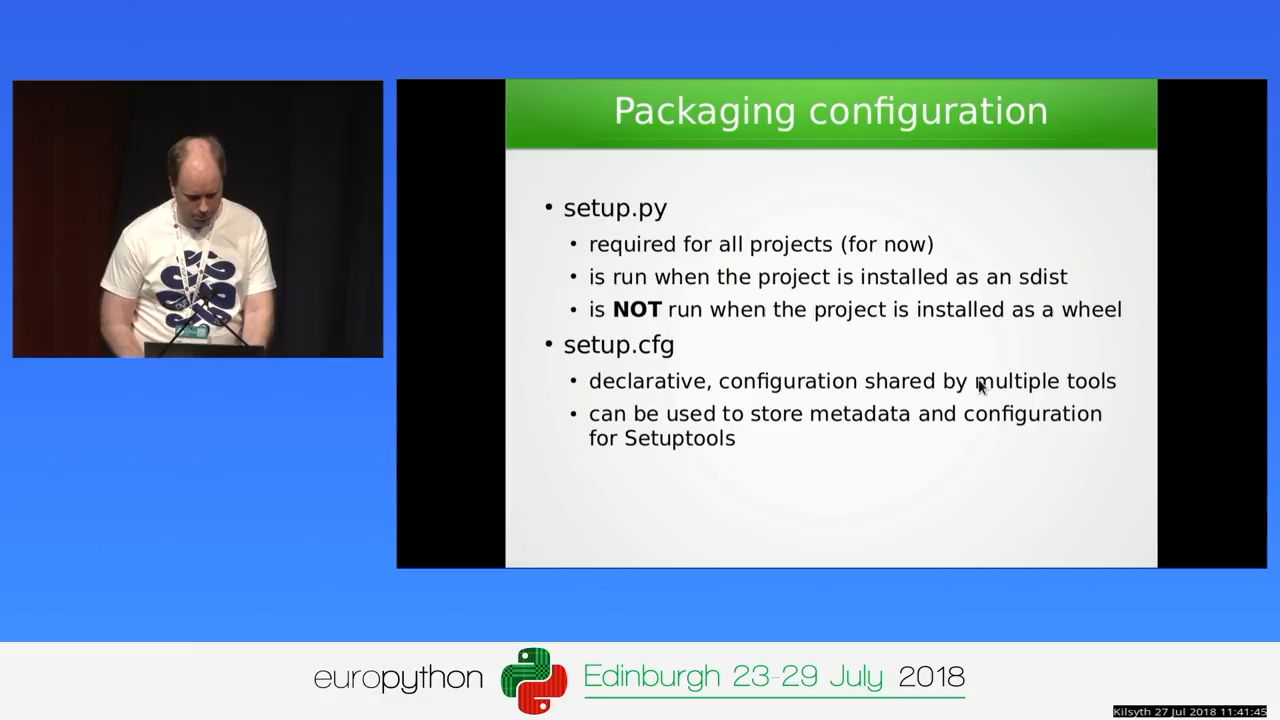 Packaging configuration
• setup.py
• required for all projects (for now)
• is run when the project is installed as an sdist
• is NOT run when the project is installed as a wheel
• setup.cfg
• declarative, configuration shared by multiple tools
• can be used to store metadata and configuration
for Setuptools
europython Edinburgh 23-29 July 2018
Kilsyth 27 Jul 2018 11:41:45